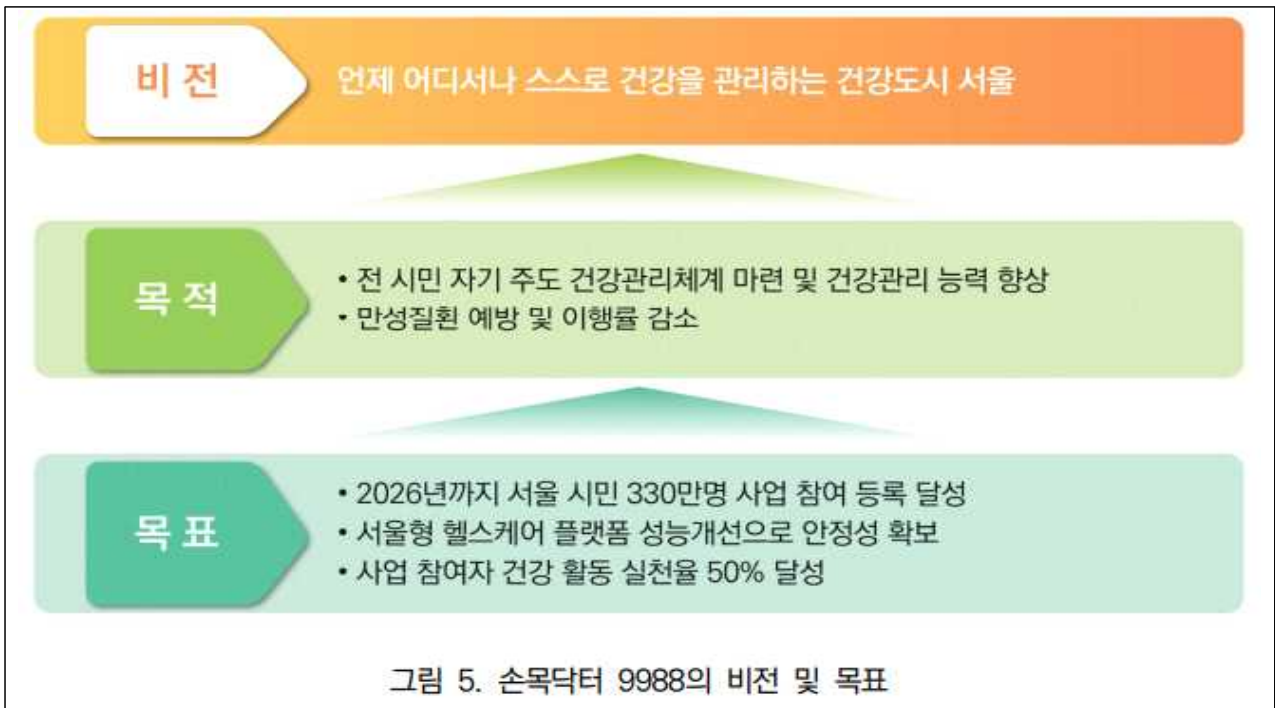 비 전
언제 어디서나 스스로 건강을 관리하는 건강도시 서울
목 적
• 전 시민 자기 주도 건강관리체계 마련 및 건강관리 능력 향상
• 만성질환 예방 및 이행률 감소
목 표
• 2026년까지 서울 시민 330만명 사업 참여 등록 달성
• 서울형 헬스케어 플랫폼 성능개선으로 안정성 확보
• 사업 참여자 건강 활동 실천율 50% 달성
그림 5. 손목닥터 9988의 비전 및 목표